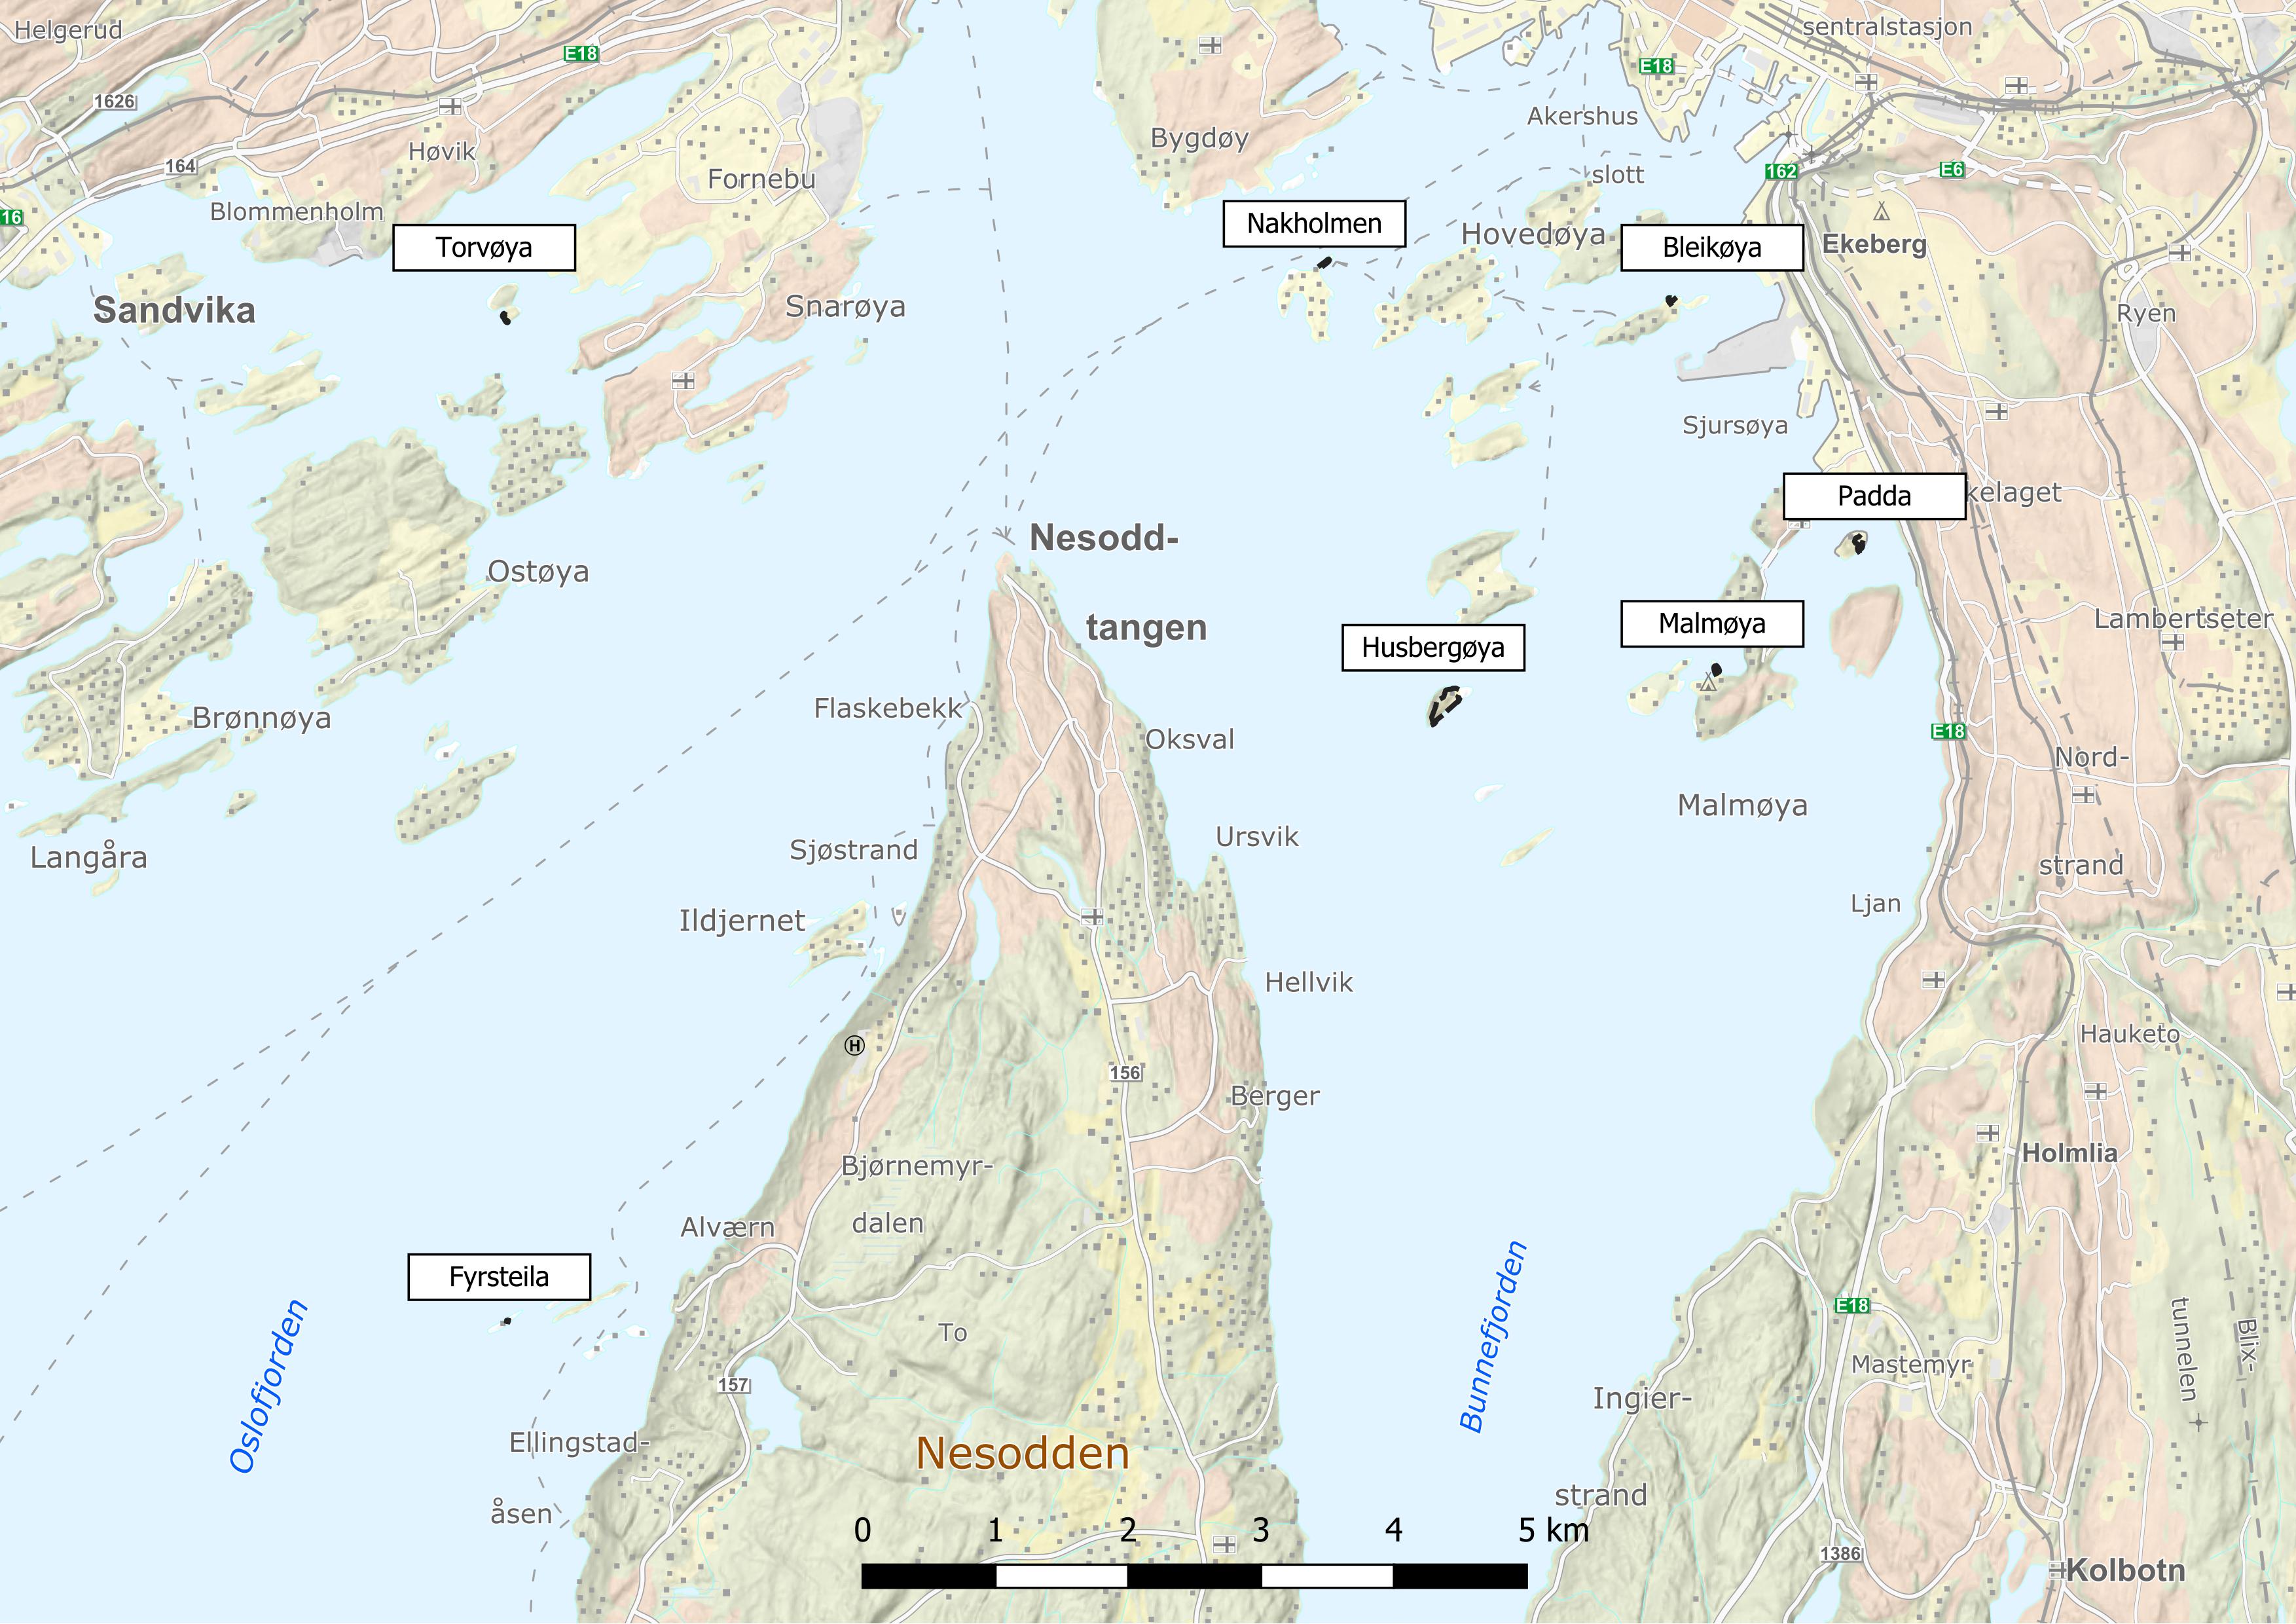 Helgerud
E18
sentralstasjon
E18
1626
Høvik
Bygdøy
Akershus
164
Fornebu
slott
162
E6
16
Blommenholm
Torvøya
Nakholmen
Hovedøya
Bleikøya
Ekeberg
Sandvika
Snarøya
Ryen
Sjursøya
Padda
kelaget
Nesodd-
tangen
Ostøya
Husbergøya
Malmøya
Lambertseter
Brønnøya
Flaskebekk
Oksval
E18
Nord-
strand
Malmøya
Langåra
Sjøstrand
Ursvik
Ildjernet
Ljan
Hellvik
H
156
Hauketo
Berger
Bjørnemyr-
dalen
Holmlia
Alværn
Fyrsteila
Oslofjorden
To
Bunnefjorden
E18
Blix-
tunnelen
157
Mastemyr
Ingier-
strand
Ellingstad-
åsen
Nesodden
0 1 2 3 4 5 km
1386
Kolbotn